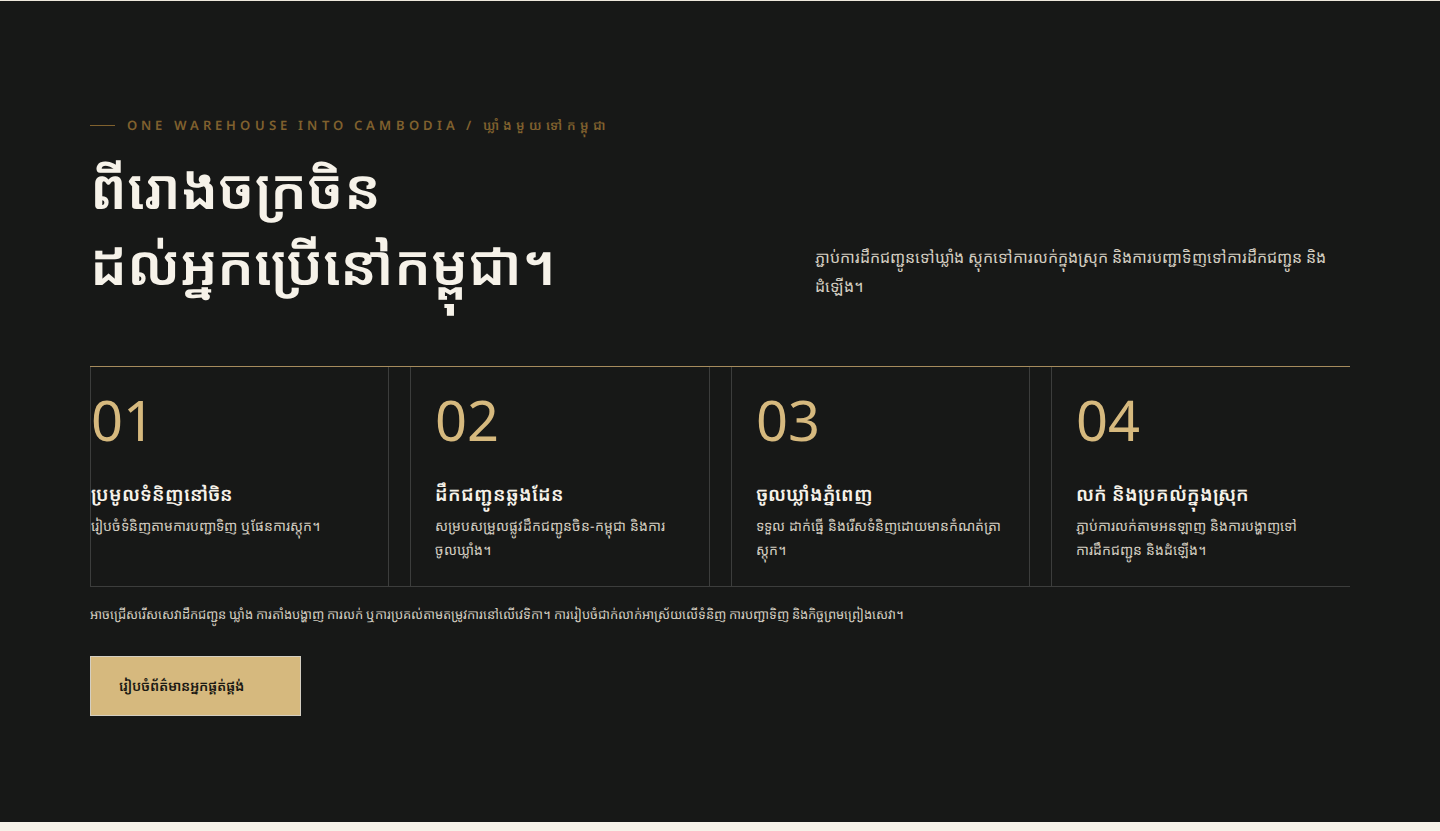 ONE WAREHOUSE INTO CAMBODIA / ឃ្លាំងមួយទៅកម្ពុជា
ពីរោងចក្រចិន
ដល់អ្នកប្រើនៅកម្ពុជា។
ភ្ជាប់ការដឹកជញ្ជូនទៅឃ្លាំង ស្តុកទៅការលក់ក្នុងស្រុក និងការបញ្ជាទិញទៅការដឹកជញ្ជូន និង
ដំឡើង។
01
ប្រមូលទំនិញនៅចិន
រៀបចំទំនិញតាមការបញ្ជាទិញ ឬផែនការស្តុក។
02
ដឹកជញ្ជូនឆ្លងដែន
សម្របសម្រួលផ្លូវដឹកជញ្ជូនចិន-កម្ពុជា និងការ
ចូលឃ្លាំង។
03
ចូលឃ្លាំងភ្នំពេញ
ទទួល ដាក់ធ្នើ និងរើសទំនិញដោយមានកំណត់ត្រា
ស្តុក។
04
លក់ និងប្រគល់ក្នុងស្រុក
ភ្ជាប់ការលក់តាមអនឡាញ និងការបង្ហាញទៅ
ការដឹកជញ្ជូន និងដំឡើង។
អាចជ្រើសរើសសេវាដឹកជញ្ជូន ឃ្លាំង ការតាំងបង្ហាញ ការលក់ ឬការប្រគល់តាមតម្រូវការនៅលើវេទិកា។ ការរៀបចំជាក់លាក់អាស្រ័យលើទំនិញ ការបញ្ជាទិញ និងកិច្ចព្រមព្រៀងសេវា។
រៀបចំព័ត៌មានអ្នកផ្គត់ផ្គង់